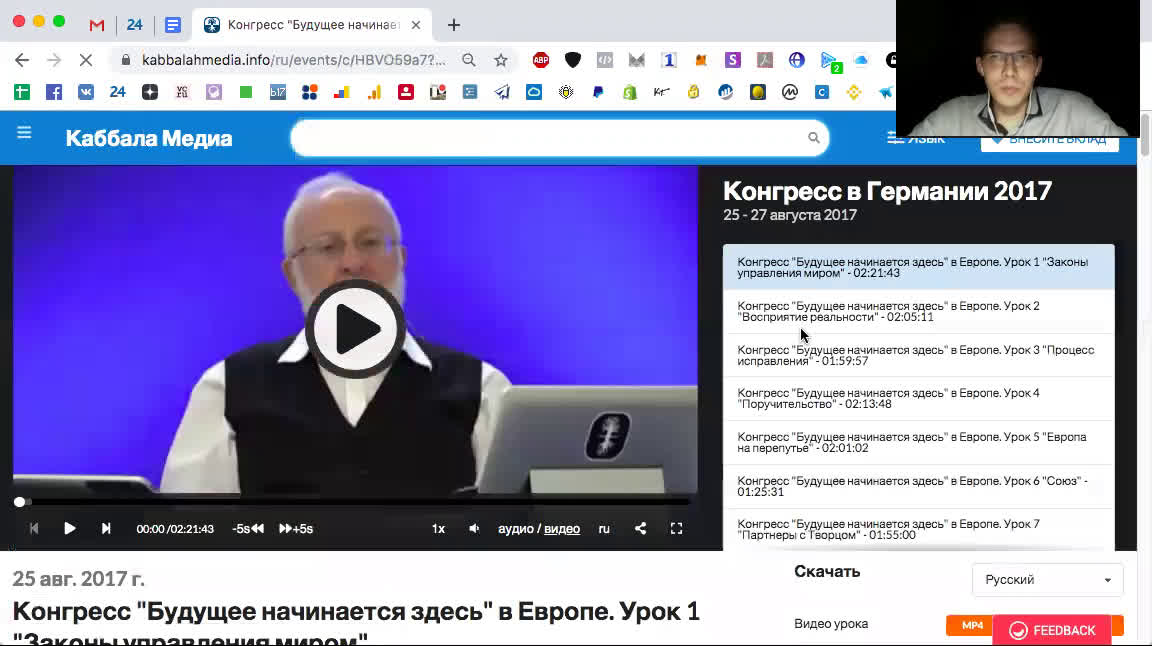 24
Конгресс "Будущее начинает
kabbalahmedia.info/ru/events/c/HBVO59a7?...
ABP
1
S
2
24
b17
C
Каббала Медиа
ЯЗЫК
ВНЕСИТЕ ВКЛАД
Конгресс в Германии 2017
25 - 27 августа 2017
Конгресс "Будущее начинается здесь" в Европе. Урок 1 "Законы
управления миром" - 02:21:43
Конгресс "Будущее начинается здесь" в Европе. Урок 2
"Восприятие реальности" - 02:05:11
Конгресс "Будущее начинается здесь" в Европе. Урок 3 "Процесс
исправления" - 01:59:57
Конгресс "Будущее начинается здесь" в Европе. Урок 4
"Поручительство" - 02:13:48
Конгресс "Будущее начинается здесь" в Европе. Урок 5 "Европа
на перепутье" - 02:01:02
Конгресс "Будущее начинается здесь" в Европе. Урок 6 "Союз" -
01:25:31
Конгресс "Будущее начинается здесь" в Европе. Урок 7
"Партнеры с Творцом" - 01:55:00
00:00 /02:21:43
-5s
+5s
1x
аудио / видео
ru
25 авг. 2017 г.
Конгресс "Будущее начинается здесь" в Европе. Урок 1
"Законы управления миром"
Скачать
Русский
Видео урока
MP4
FEEDBACK